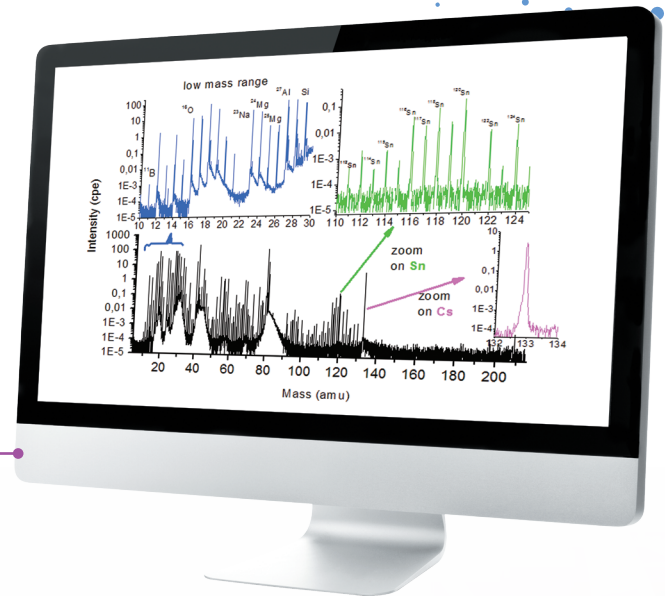 low mass range
Intensity (cpe)
100
10
1
0,1
0,01
1E-3
1E-4
1E-5
¹¹B
¹⁶O
²³Na
²⁴Mg
²⁶Mg
²⁷Al
Si
10 12 14 16 18 20 22 24 26 28 30
1
0,1
0,01
1E-3
1E-4
1E-5
¹¹⁴Sn
¹¹⁵Sn
¹¹⁶Sn
¹¹⁷Sn
¹¹⁸Sn
¹²⁰Sn
¹²²Sn
¹²⁴Sn
110 112 114 116 118 120 122 124
1000
100
10
1
0,1
0,01
1E-3
1E-4
1E-5
20 40 60 80 100 120 140 160 180 200
Mass (amu)
zoom
on Sn
zoom
on Cs
10
1
0,1
0,01
1E-3
1E-4
132 133 134